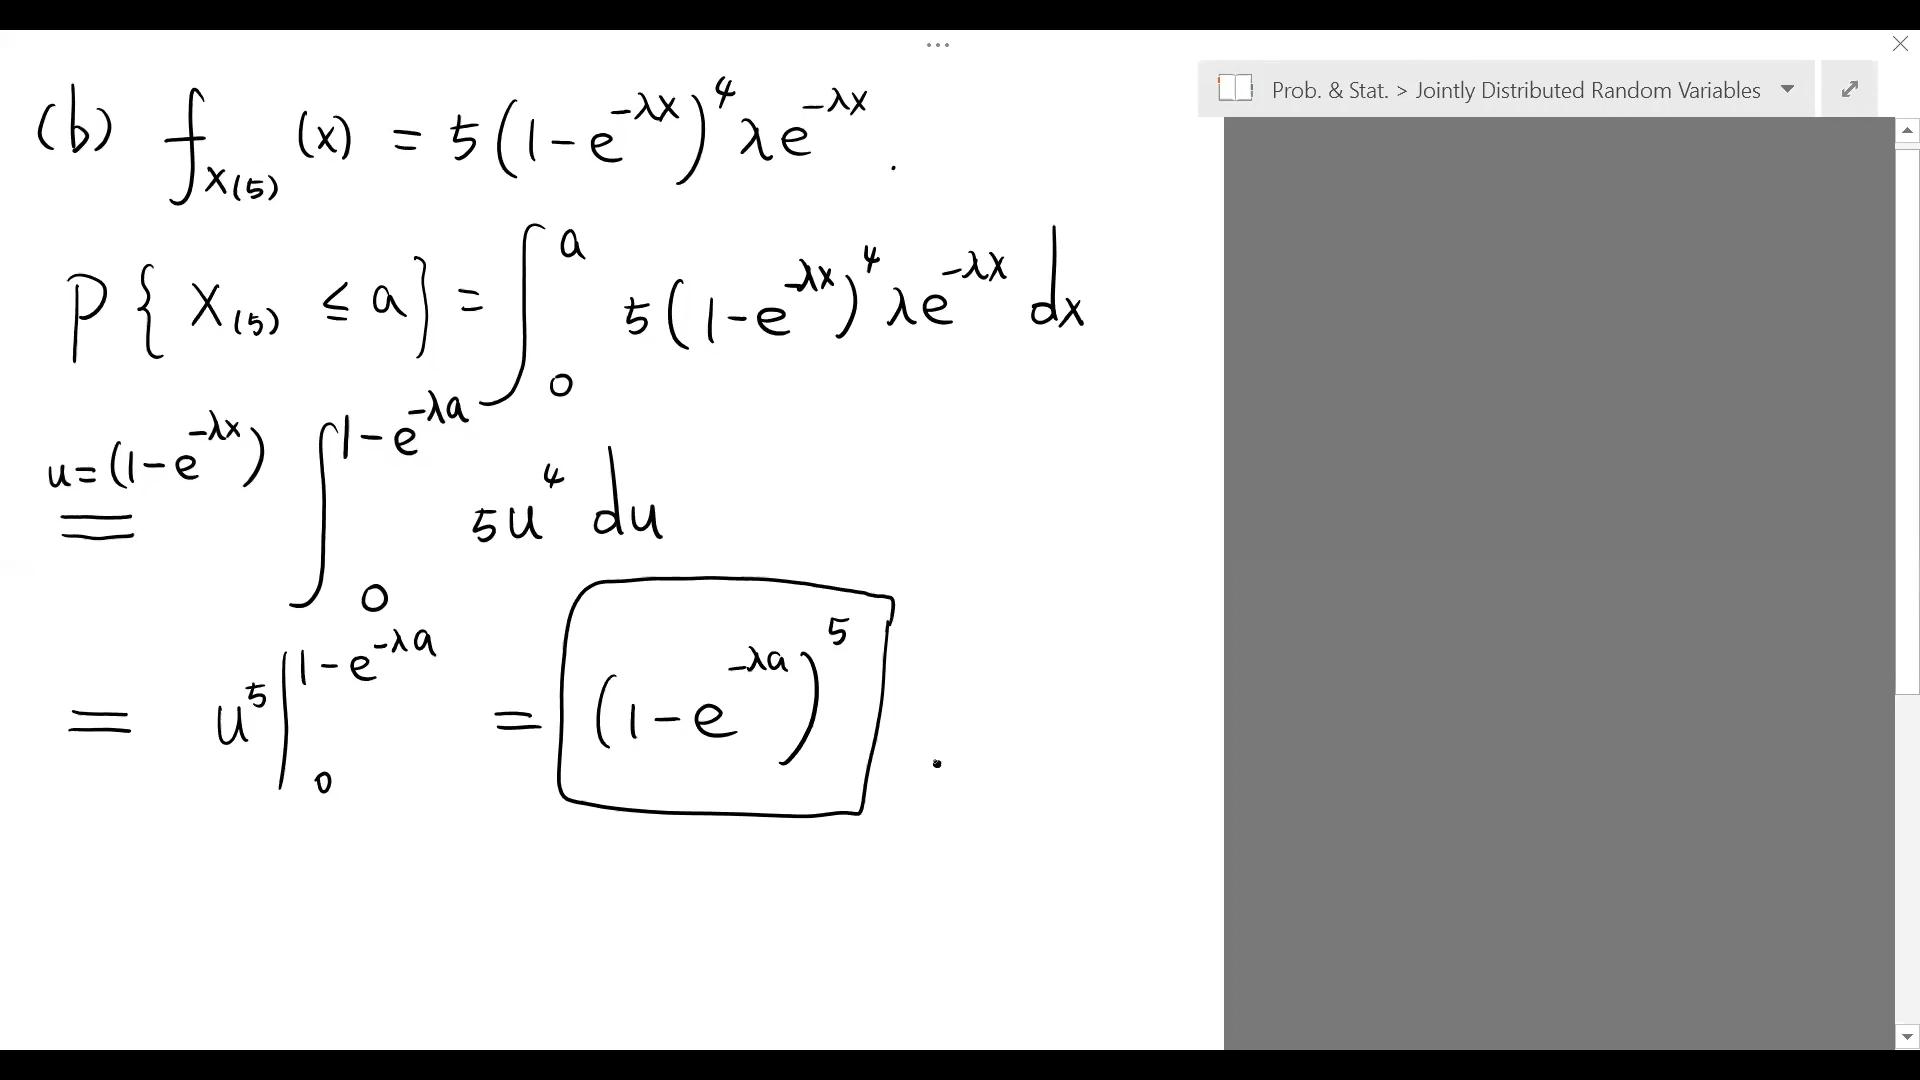 ...
Prob. & Stat. > Jointly Distributed Random Variables
(b) f_{X(5)} (x) = 5(1-e^{-λx})^4 λe^{-λx} .
P{ X_{(5)} ≤ a } = ∫_0^a 5(1-e^{-λx})^4 λe^{-λx} dx
u=(1-e^{-λx}) = ∫_0^{1-e^{-λa}} 5u^4 du
= u^5 |_0^{1-e^{-λa}} = (1-e^{-λa})^5 .